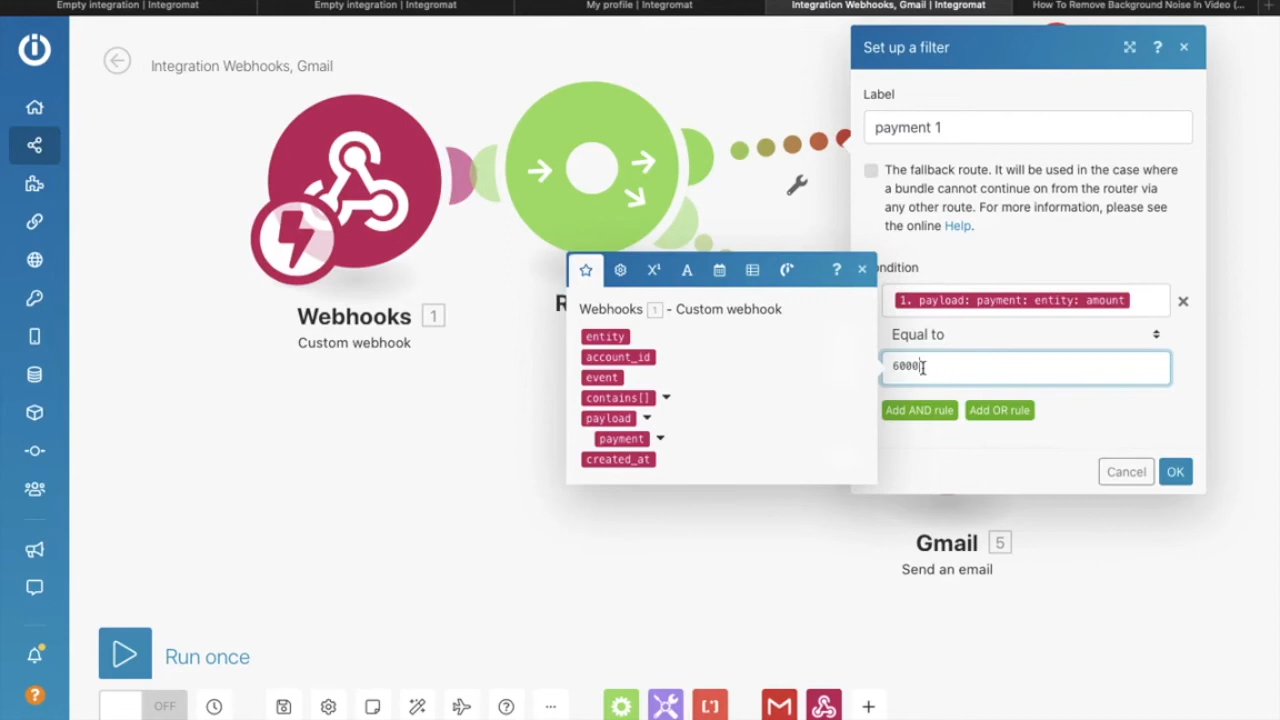 Empty integration | Integromat
Empty integration | Integromat
My profile | Integromat
Integration Webhooks, Gmail | Integromat
How To Remove Background Noise In Video (...
Integration Webhooks, Gmail
Set up a filter
?
Label
payment 1
The fallback route. It will be used in the case where
a bundle cannot continue on from the router via
any other route. For more information, please see
the online Help.
ondition
1. payload: payment: entity: amount
Equal to
6000
Add AND rule
Add OR rule
Cancel
OK
?
Webhooks 1 - Custom webhook
entity
account_id
event
contains[]
payload
payment
created_at
Webhooks 1
Custom webhook
R
Gmail 5
Send an email
Run once
OFF